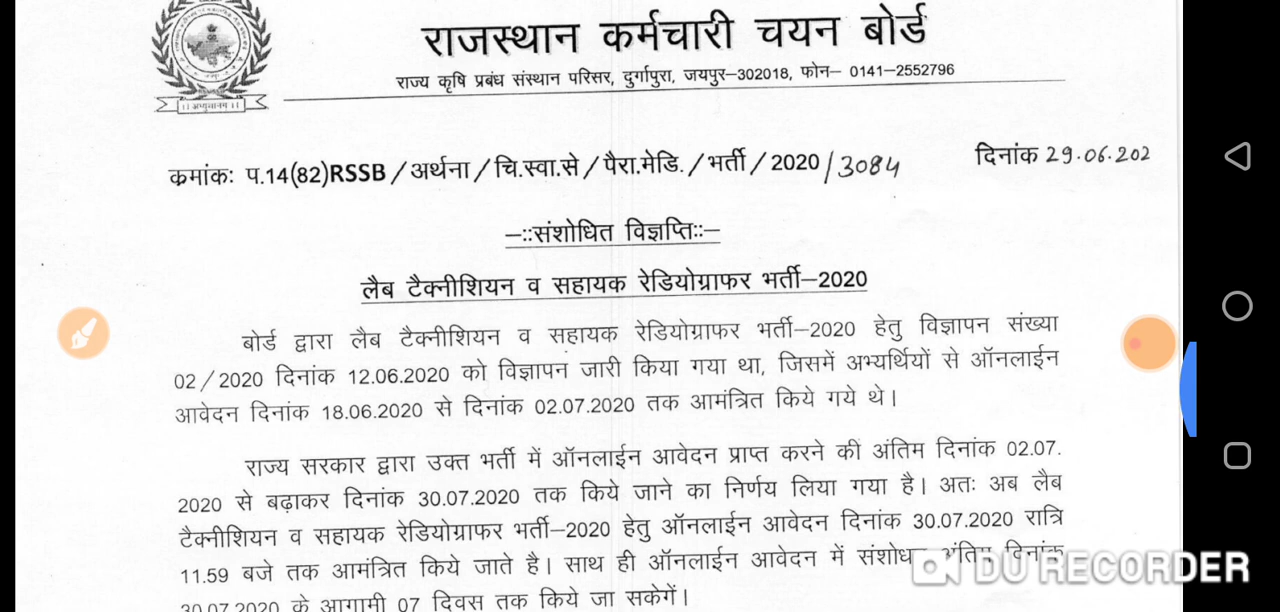 राजस्थान कर्मचारी चयन बोर्ड
राज्य कृषि प्रबंध संस्थान परिसर, दुर्गापुरा, जयपुर–302018, फोन– 0141–2552796
क्रमांकः प.14(82)RSSB / अर्थना / चि.स्वा.से / पैरा.मेडि. / भर्ती / 2020 / 3084
दिनांक 29.06.202
–::संशोधित विज्ञप्ति::–
लैब टैक्नीशियन व सहायक रेडियोग्राफर भर्ती–2020
बोर्ड द्वारा लैब टैक्नीशियन व सहायक रेडियोग्राफर भर्ती–2020 हेतु विज्ञापन संख्या
02 / 2020 दिनांक 12.06.2020 को विज्ञापन जारी किया गया था, जिसमें अभ्यर्थियों से ऑनलाईन
आवेदन दिनांक 18.06.2020 से दिनांक 02.07.2020 तक आमंत्रित किये गये थे।
राज्य सरकार द्वारा उक्त भर्ती में ऑनलाईन आवेदन प्राप्त करने की अंतिम दिनांक 02.07.
2020 से बढ़ाकर दिनांक 30.07.2020 तक किये जाने का निर्णय लिया गया है। अतः अब लैब
टैक्नीशियन व सहायक रेडियोग्राफर भर्ती–2020 हेतु ऑनलाईन आवेदन दिनांक 30.07.2020 रात्रि
11.59 बजे तक आमंत्रित किये जाते है। साथ ही ऑनलाईन आवेदन में अंतिम दिनांक
30.07.2020 के आगामी 07 दिवस तक किये जा सकेगें।
DU RECORDER